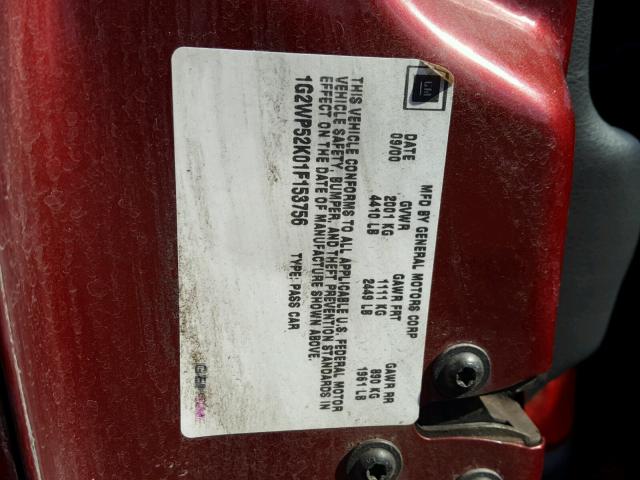 GM
MFD BY GENERAL MOTORS CORP
DATE GVWR GAWR FRT GAWR RR
09/00 2001 KG 1111 KG 890 KG
4410 LB 2449 LB 1961 LB
THIS VEHICLE CONFORMS TO ALL APPLICABLE U.S. FEDERAL MOTOR
VEHICLE SAFETY, BUMPER, AND THEFT PREVENTION STANDARDS IN
EFFECT ON THE DATE OF MANUFACTURE SHOWN ABOVE.
1G2WP52K01F153756 TYPE: PASS CAR